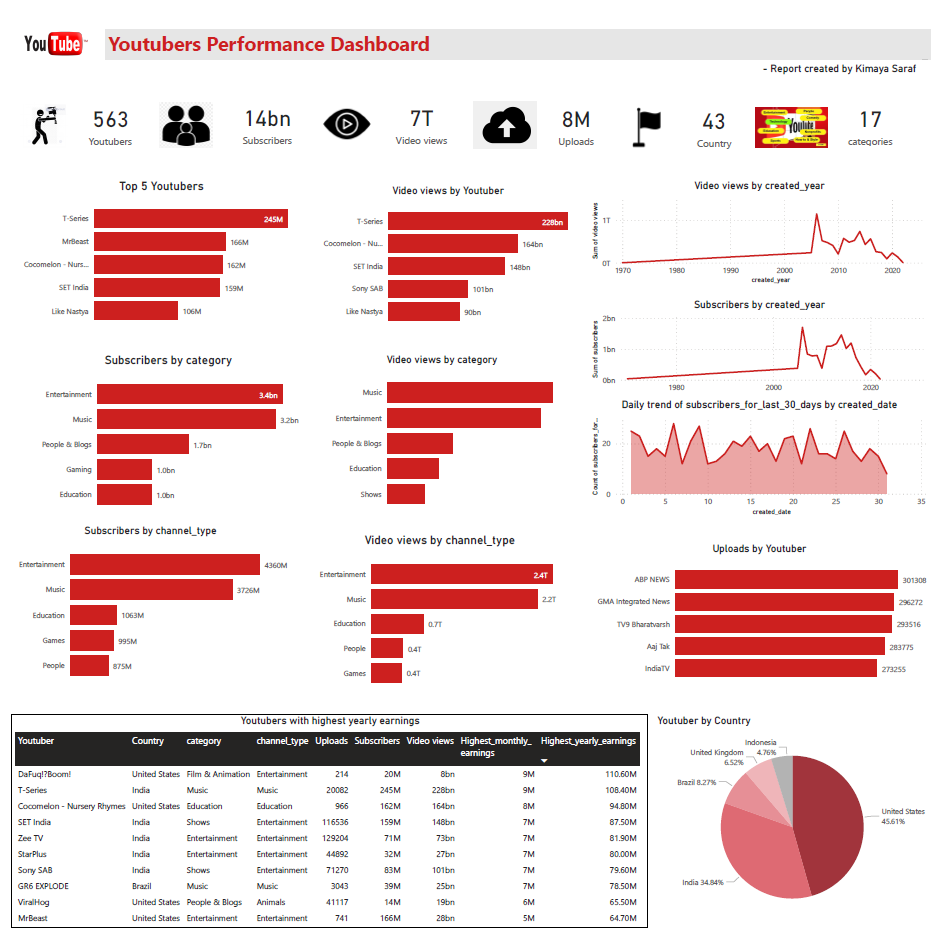 YouTube
Youtubers Performance Dashboard
- Report created by Kimaya Saraf
563
Youtubers
14bn
Subscribers
7T
Video views
8M
Uploads
43
Country
17
categories
Top 5 Youtubers
T-Series 245M
MrBeast 166M
Cocomelon - Nurs... 162M
SET India 159M
Like Nastya 106M
Video views by Youtuber
T-Series 228bn
Cocomelon - Nu... 164bn
SET India 148bn
Sony SAB 101bn
Like Nastya 90bn
Video views by created_year
Sum of video views
1T
0T
1970 1980 1990 2000 2010 2020
created_year
Subscribers by created_year
Sum of subscribers
2bn
1bn
0bn
1980 2000 2020
Subscribers by category
Entertainment 3.4bn
Music 3.2bn
People & Blogs 1.7bn
Gaming 1.0bn
Education 1.0bn
Video views by category
Music
Entertainment
People & Blogs
Education
Shows
Daily trend of subscribers_for_last_30_days by created_date
Count of subscribers_for...
20
0
0 5 10 15 20 25 30 35
created_date
Subscribers by channel_type
Entertainment 4360M
Music 3726M
Education 1063M
Games 995M
People 875M
Video views by channel_type
Entertainment 2.4T
Music 2.2T
Education 0.7T
People 0.4T
Games 0.4T
Uploads by Youtuber
ABP NEWS 301308
GMA Integrated News 296272
TV9 Bharatvarsh 293516
Aaj Tak 283775
IndiaTV 273255
Youtubers with highest yearly earnings
Youtuber Country category channel_type Uploads Subscribers Video views Highest_monthly_ Highest_yearly_earnings
earnings
DaFuq!?Boom! United States Film & Animation Entertainment 214 20M 8bn 9M 110.60M
T-Series India Music Music 20082 245M 228bn 9M 108.40M
Cocomelon - Nursery Rhymes United States Education Education 966 162M 164bn 8M 94.80M
SET India India Shows Entertainment 116536 159M 148bn 7M 87.50M
Zee TV India Entertainment Entertainment 129204 71M 73bn 7M 81.90M
StarPlus India Entertainment Entertainment 44892 32M 27bn 7M 80.00M
Sony SAB India Shows Entertainment 71270 83M 101bn 7M 79.60M
GR6 EXPLODE Brazil Music Music 3043 39M 25bn 7M 78.50M
ViralHog United States People & Blogs Animals 41117 14M 19bn 6M 65.50M
MrBeast United States Entertainment Entertainment 741 166M 28bn 5M 64.70M
Youtuber by Country
Indonesia
4.76%
United Kingdom
6.52%
Brazil 8.27%
United States
45.61%
India 34.84%